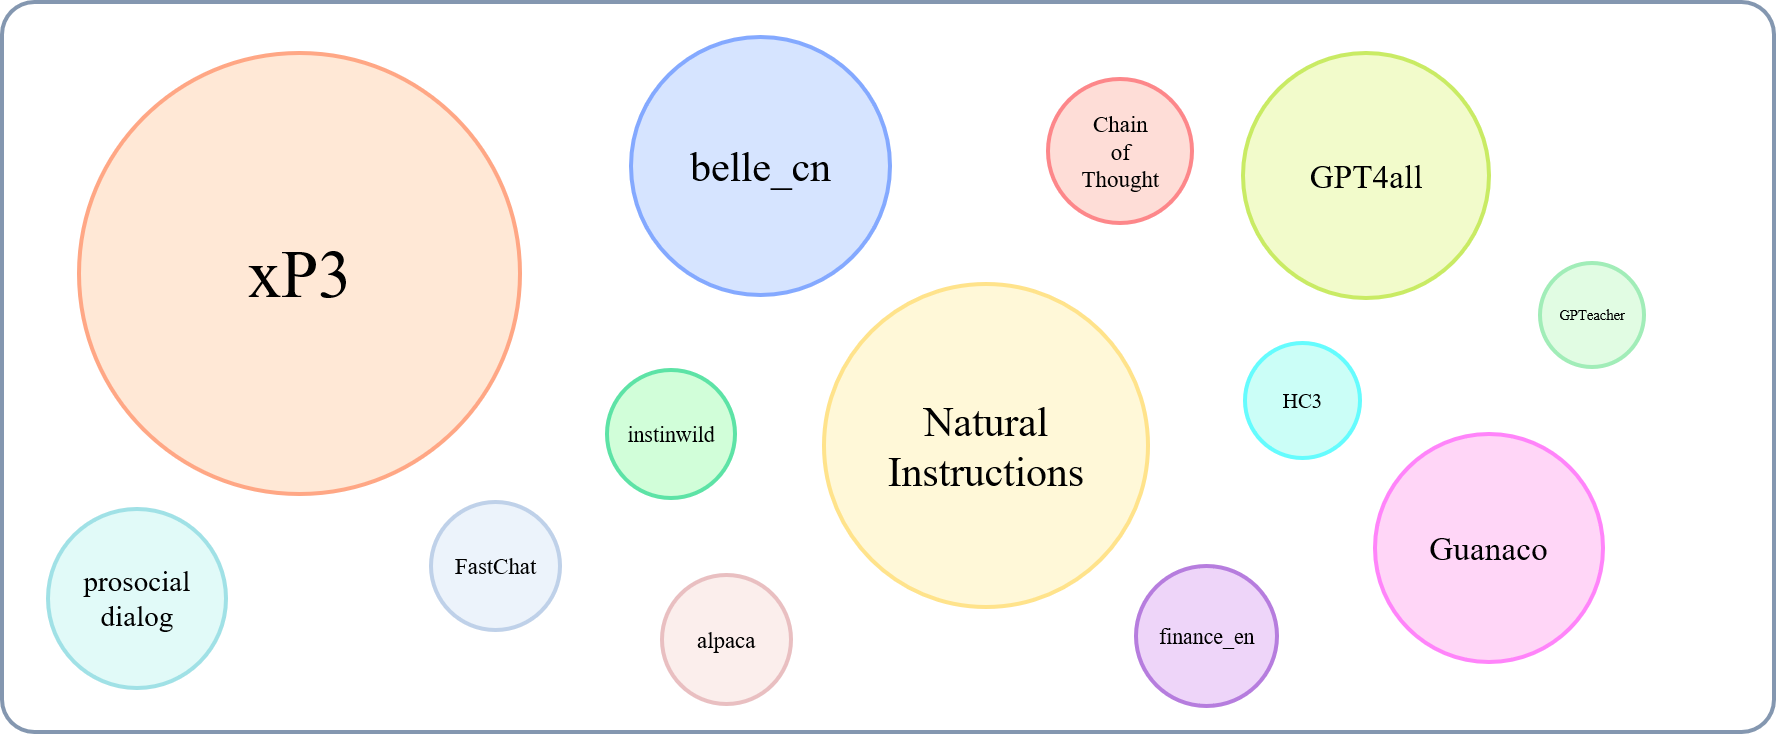 xP3
belle_cn
Chain
of
Thought
GPT4all
GPTeacher
HC3
instinwild
Natural
Instructions
Guanaco
prosocial
dialog
FastChat
alpaca
finance_en